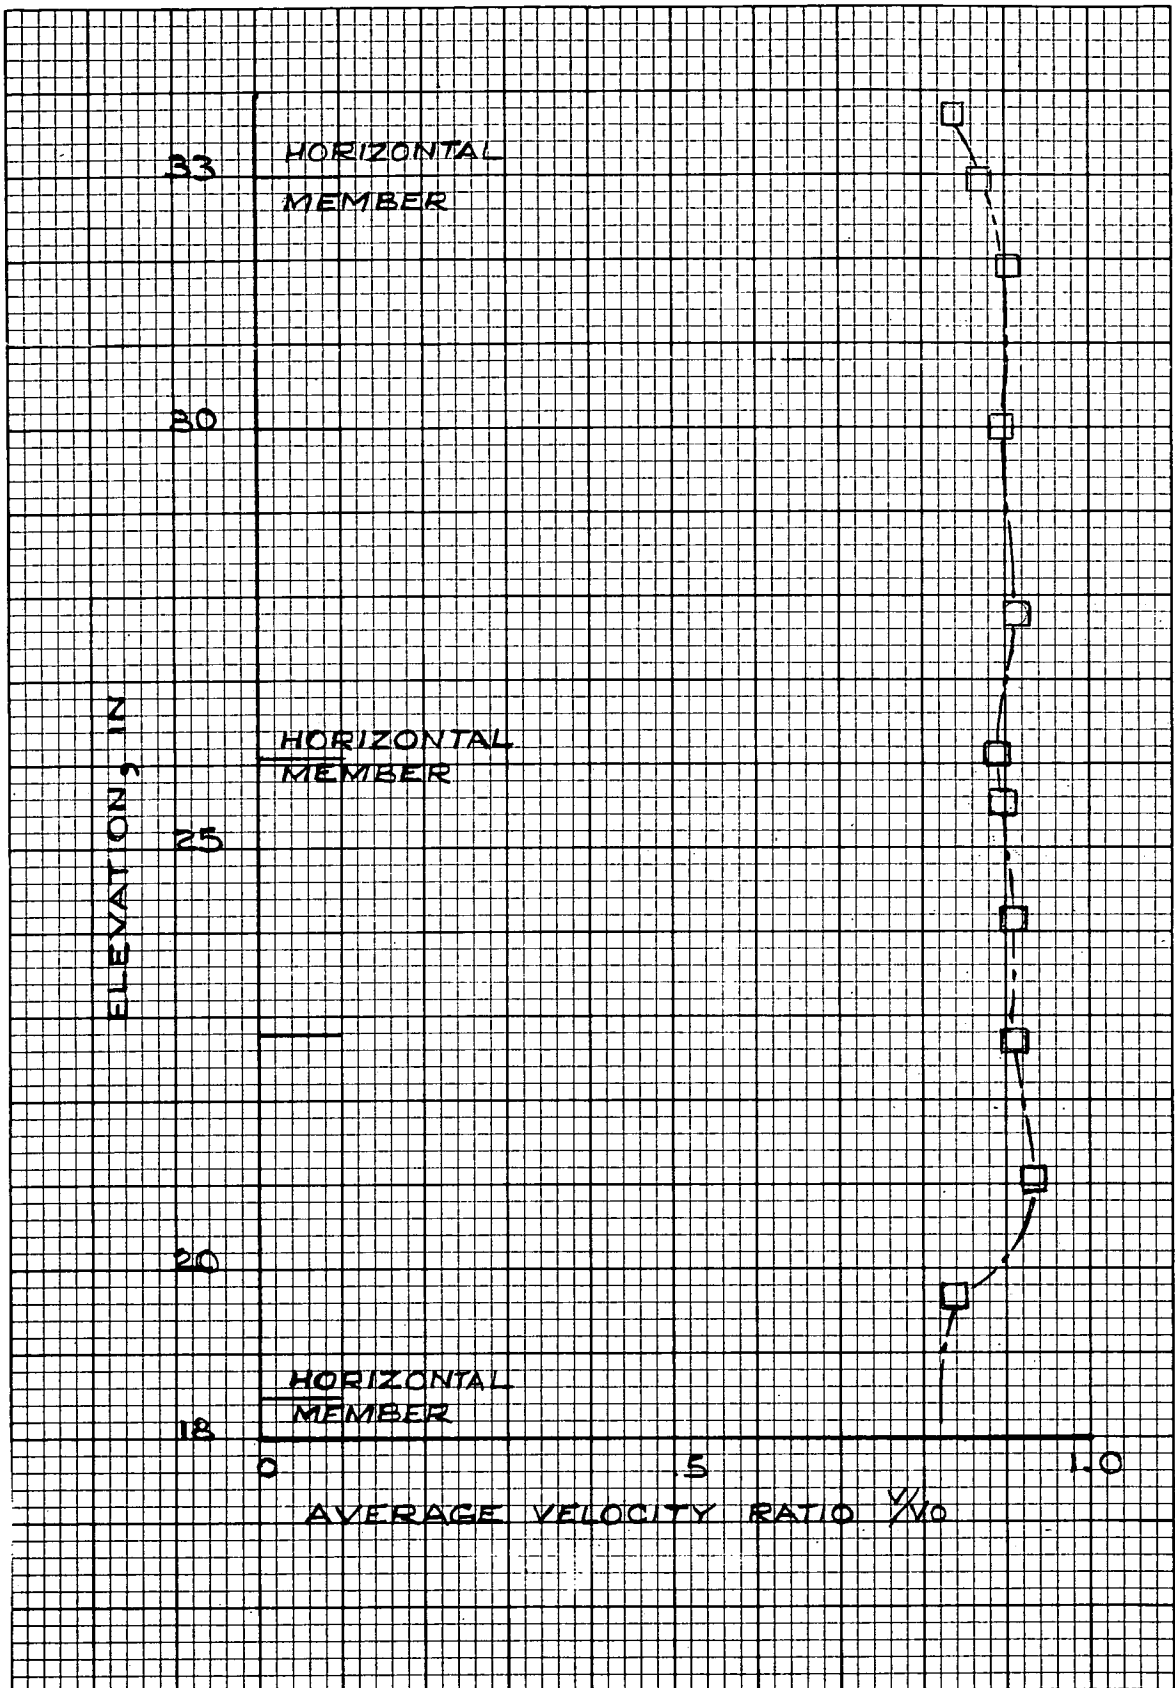 33
HORIZONTAL
MEMBER
30
HORIZONTAL
MEMBER
25
ELEVATION, IN
20
HORIZONTAL
MEMBER
18
0 .5 1.0
AVERAGE VELOCITY RATIO V/VO